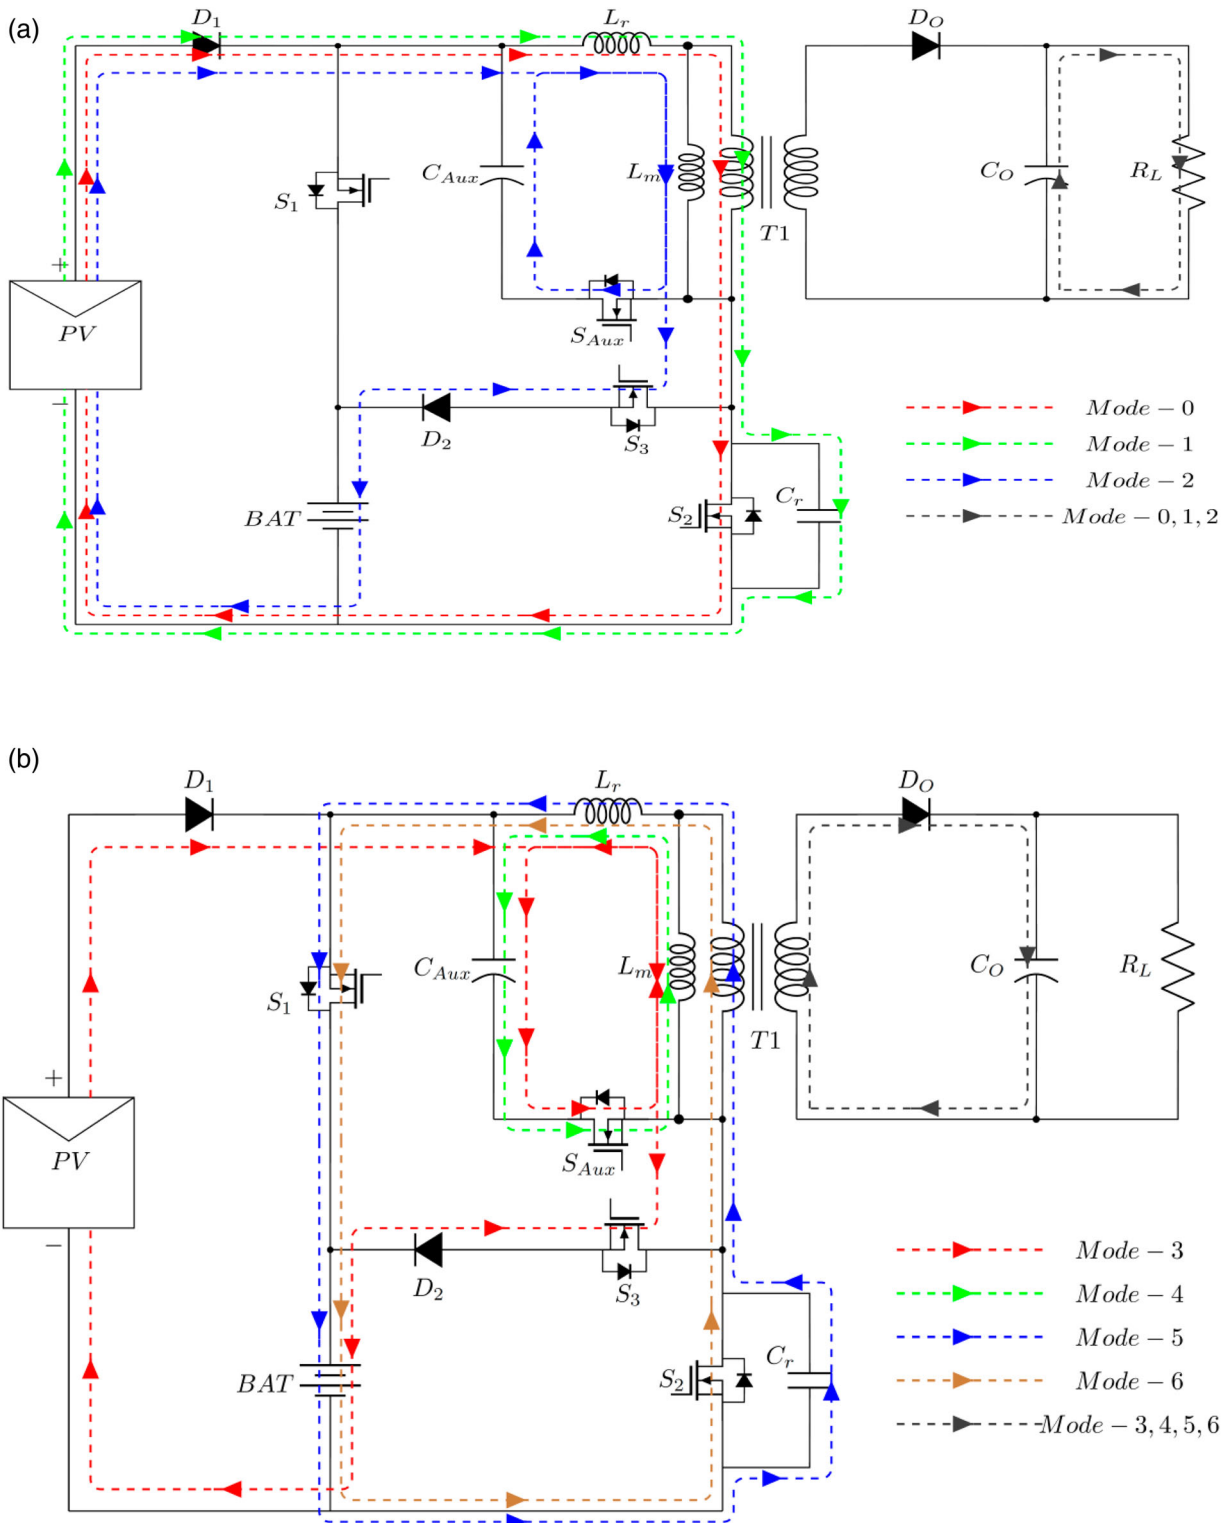 (a)
D1
Lr
DO
S1
CAux
Lm
T1
CO
RL
+
PV
−
SAux
D2
S3
BAT
S2
Cr
Mode − 0
Mode − 1
Mode − 2
Mode − 0, 1, 2
(b)
D1
Lr
DO
S1
CAux
Lm
T1
CO
RL
+
PV
−
SAux
D2
S3
BAT
S2
Cr
Mode − 3
Mode − 4
Mode − 5
Mode − 6
Mode − 3, 4, 5, 6